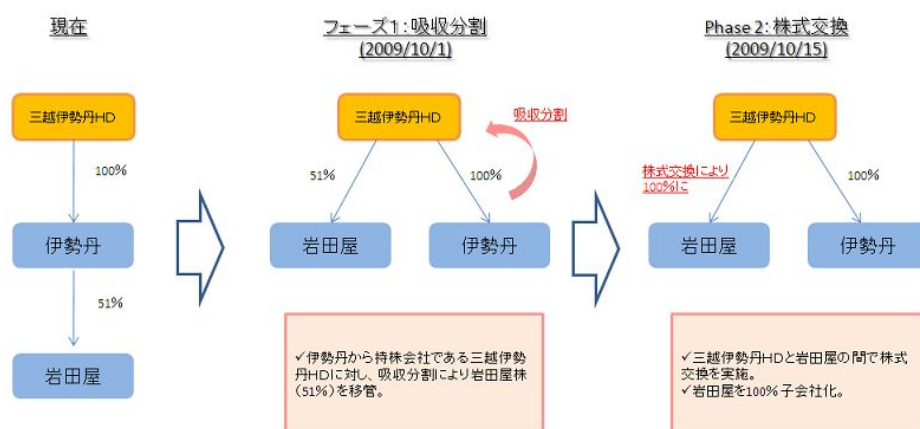 現在
三越伊勢丹HD
100%
伊勢丹
51%
岩田屋
フェーズ1:吸収分割
(2009/10/1)
三越伊勢丹HD
吸収分割
51%
100%
岩田屋
伊勢丹
✓伊勢丹から持株会社である三越伊勢
丹HDに対し、吸収分割により岩田屋株
(51%)を移管。
Phase 2:株式交換
(2009/10/15)
三越伊勢丹HD
株式交換により
100%に
100%
岩田屋
伊勢丹
✓三越伊勢丹HDと岩田屋の間で株式
交換を実施。
✓岩田屋を100%子会社化。